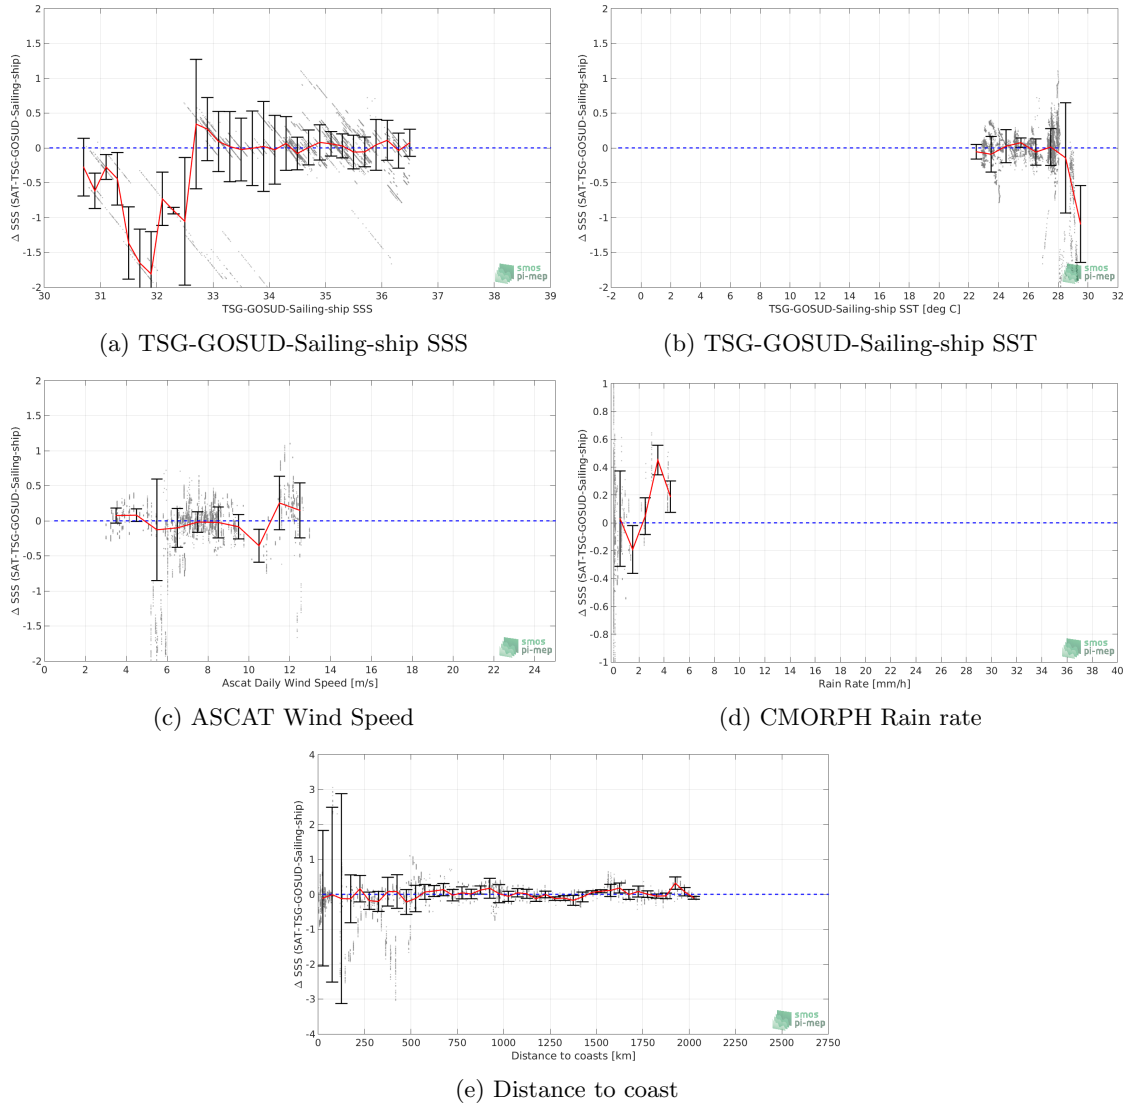 2
1.5
1
0.5
0
-0.5
-1
-1.5
-2
Δ SSS (SAT-TSG-GOSUD-Sailing-ship)
30 31 32 33 34 35 36 37 38 39
TSG-GOSUD-Sailing-ship SSS
smos
pi-mep
(a) TSG-GOSUD-Sailing-ship SSS
2
1.5
1
0.5
0
-0.5
-1
-1.5
-2
Δ SSS (SAT-TSG-GOSUD-Sailing-ship)
-2 0 2 4 6 8 10 12 14 16 18 20 22 24 26 28 30 32
TSG-GOSUD-Sailing-ship SST [deg C]
smos
pi-mep
(b) TSG-GOSUD-Sailing-ship SST
2
1.5
1
0.5
0
-0.5
-1
-1.5
-2
Δ SSS (SAT-TSG-GOSUD-Sailing-ship)
0 2 4 6 8 10 12 14 16 18 20 22 24
Ascat Daily Wind Speed [m/s]
smos
pi-mep
(c) ASCAT Wind Speed
1
0.8
0.6
0.4
0.2
0
-0.2
-0.4
-0.6
-0.8
-1
Δ SSS (SAT-TSG-GOSUD-Sailing-ship)
0 2 4 6 8 10 12 14 16 18 20 22 24 26 28 30 32 34 36 38 40
Rain Rate [mm/h]
smos
pi-mep
(d) CMORPH Rain rate
4
3
2
1
0
-1
-2
-3
-4
Δ SSS (SAT-TSG-GOSUD-Sailing-ship)
0 250 500 750 1000 1250 1500 1750 2000 2250 2500 2750
Distance to coasts [km]
smos
pi-mep
(e) Distance to coast